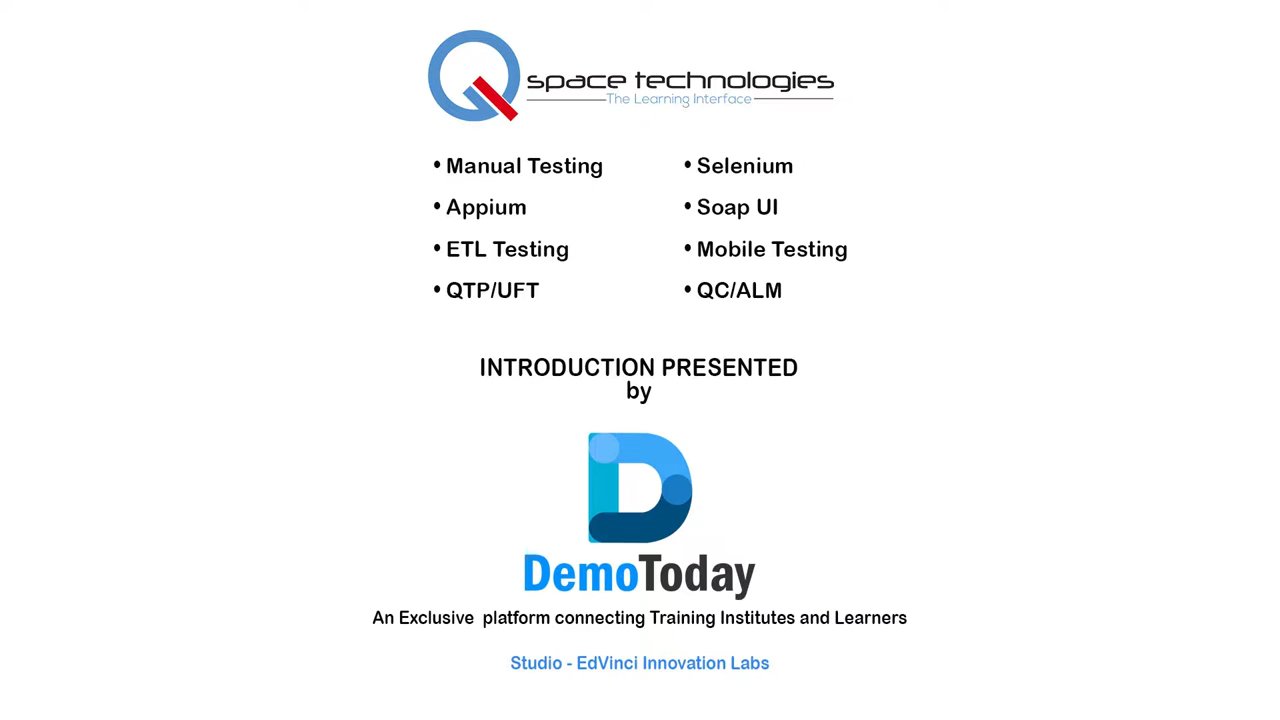 Q space technologies
The Learning Interface
• Manual Testing
• Selenium
• Appium
• Soap UI
• ETL Testing
• Mobile Testing
• QTP/UFT
• QC/ALM
INTRODUCTION PRESENTED
by
D
DemoToday
An Exclusive platform connecting Training Institutes and Learners
Studio - EdVinci Innovation Labs